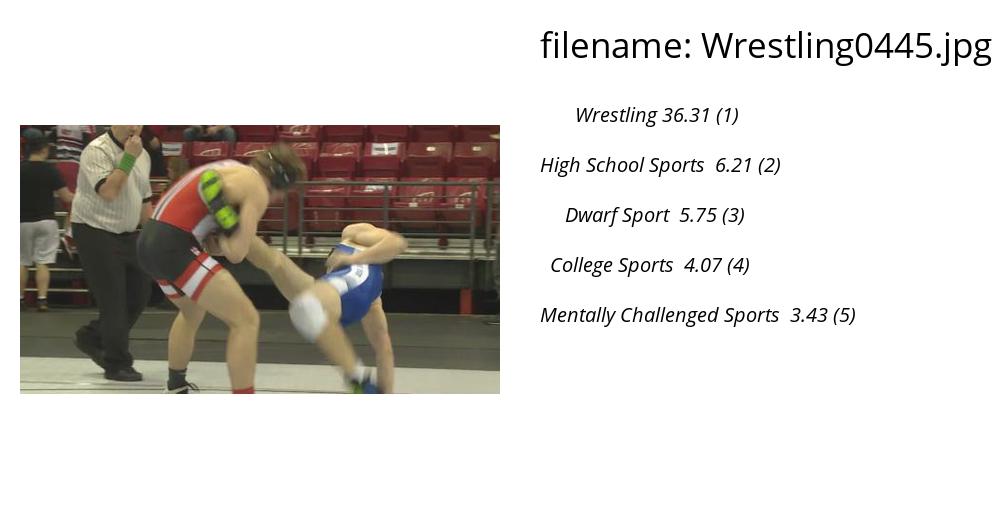 filename: Wrestling0445.jpg
Wrestling 36.31 (1)
High School Sports 6.21 (2)
Dwarf Sport 5.75 (3)
College Sports 4.07 (4)
Mentally Challenged Sports 3.43 (5)